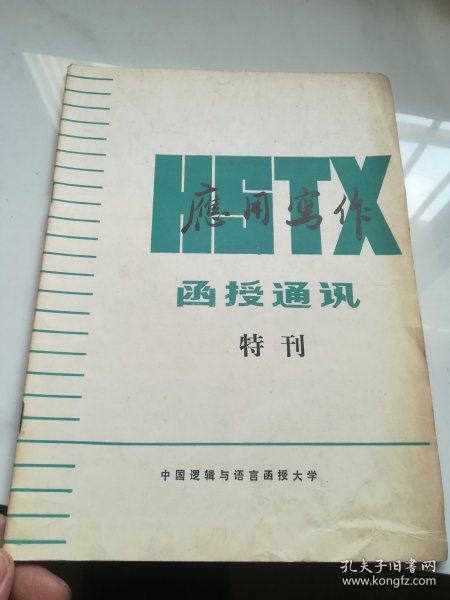 HSTX
應用寫作
函授通讯
特刊
中国逻辑与语言函授大学
孔夫子旧书网
www.kongfz.com